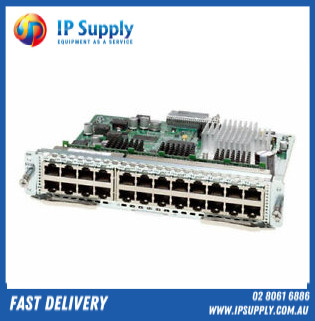 IP Supply
EQUIPMENT AS A SERVICE
FAST DELIVERY
02 8061 6886
WWW.IPSUPPLY.COM.AU